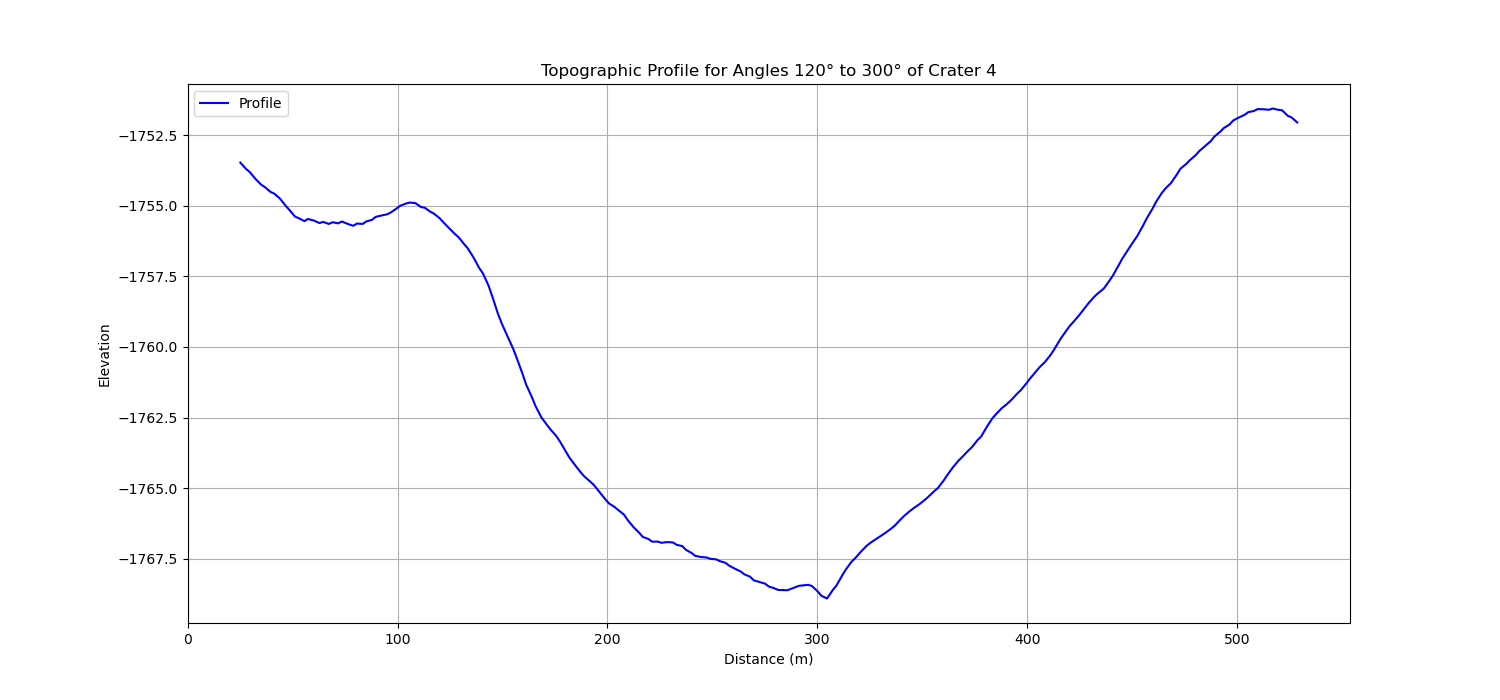 Topographic Profile for Angles 120° to 300° of Crater 4
Profile
−1752.5
−1755.0
−1757.5
−1760.0
−1762.5
−1765.0
−1767.5
Elevation
0 100 200 300 400 500
Distance (m)